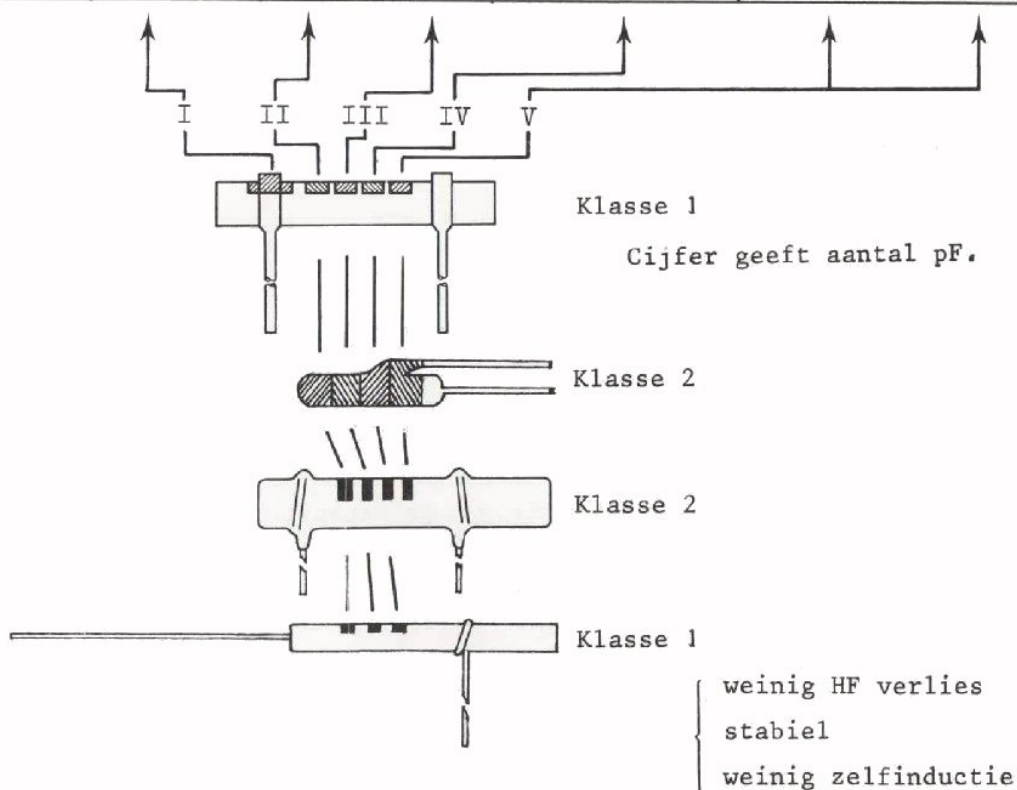 I II III IV V
Klasse 1
Cijfer geeft aantal pF.
Klasse 2
Klasse 2
Klasse 1
weinig HF verlies
stabiel
weinig zelfinductie